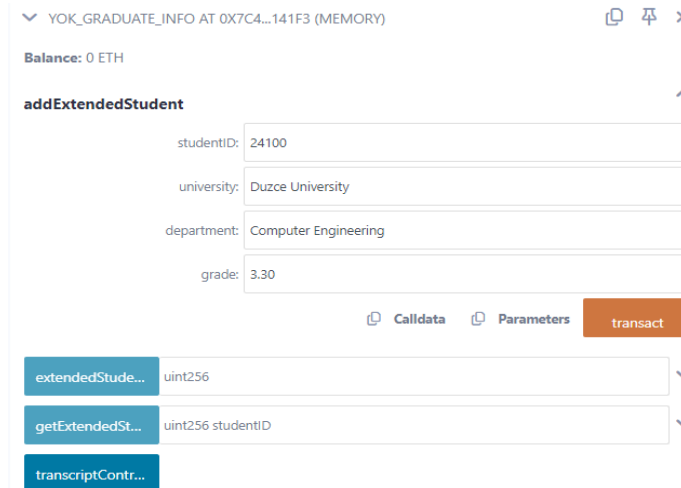 YOK_GRADUATE_INFO AT 0X7C4...141F3 (MEMORY)
Balance: 0 ETH
addExtendedStudent
studentID: 24100
university: Duzce University
department: Computer Engineering
grade: 3.30
Calldata Parameters transact
extendedStude... uint256
getExtendedSt... uint256 studentID
transcriptContr...